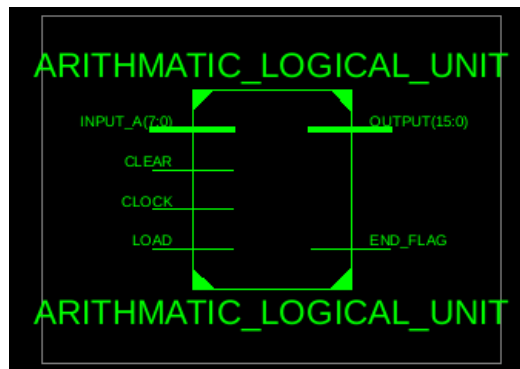 ARITHMATIC_LOGICAL_UNIT
INPUT_A(7:0) OUTPUT(15:0)
CLEAR
CLOCK
LOAD END_FLAG
ARITHMATIC_LOGICAL_UNIT